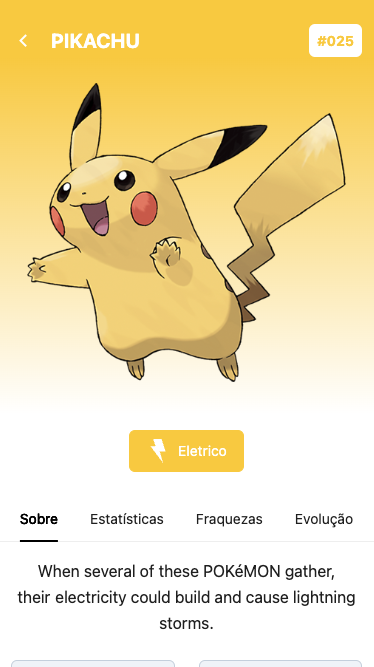 PIKACHU
#025
Eletrico
Sobre Estatísticas Fraquezas Evolução
When several of these POKéMON gather,
their electricity could build and cause lightning
storms.